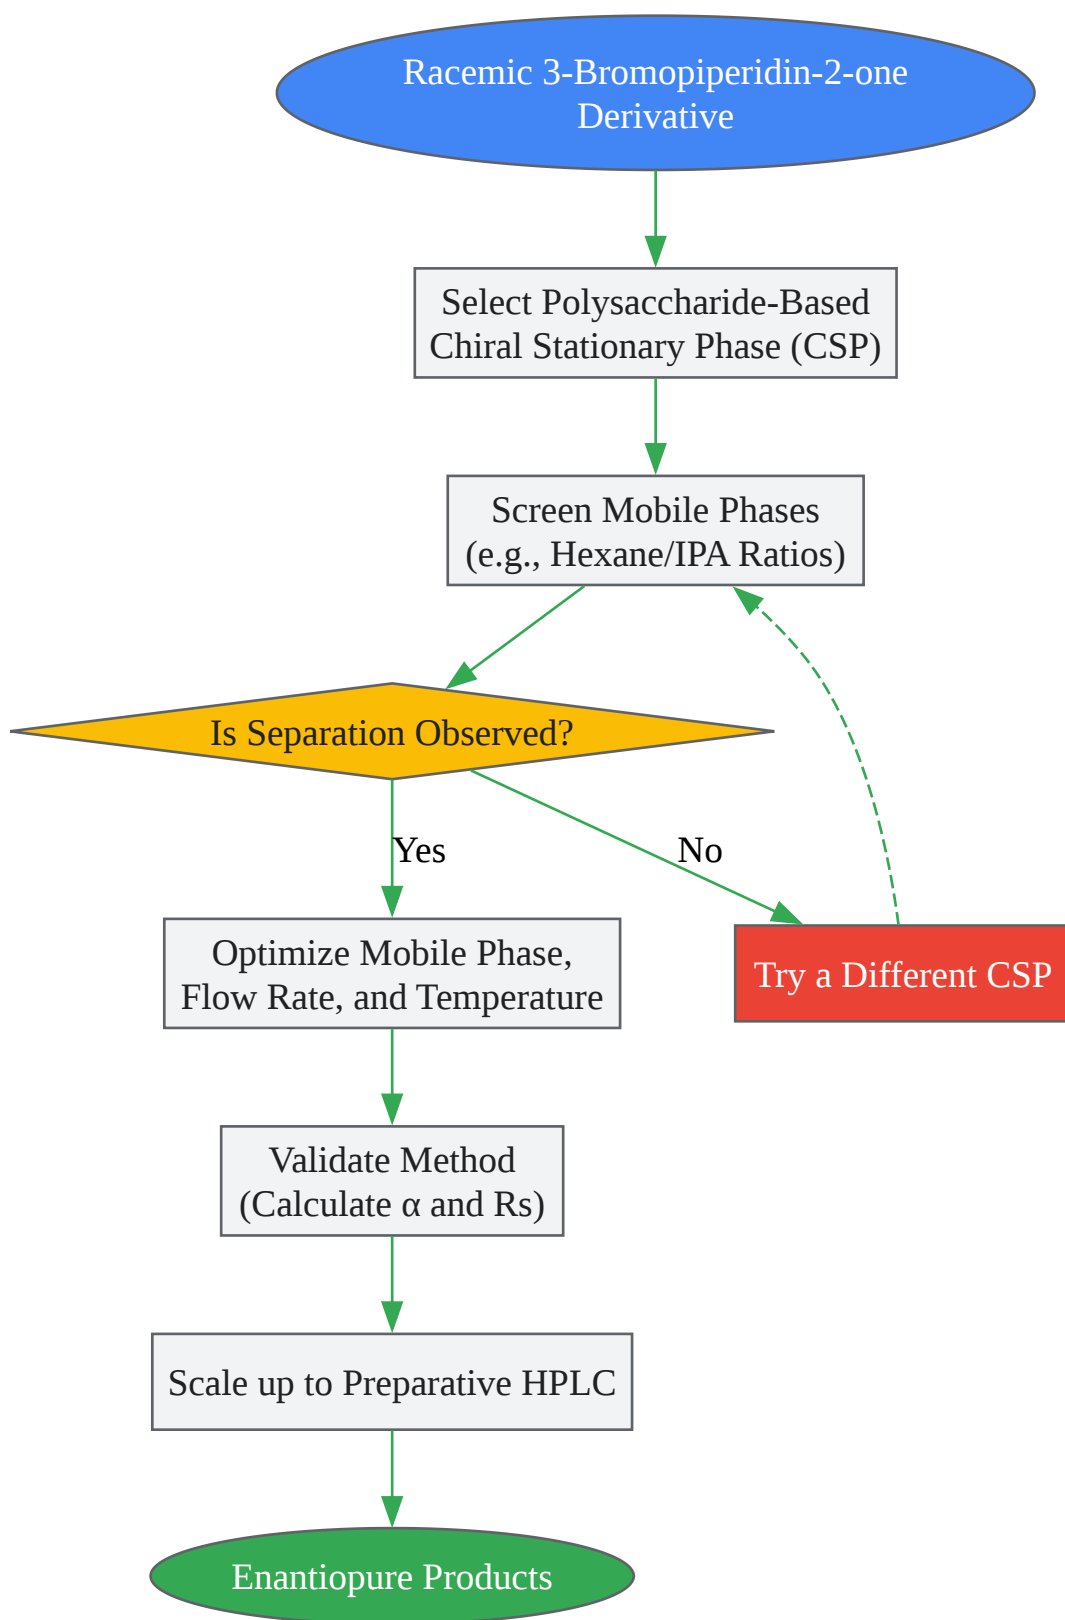 Racemic 3-Bromopiperidin-2-one
Derivative
Select Polysaccharide-Based
Chiral Stationary Phase (CSP)
Screen Mobile Phases
(e.g., Hexane/IPA Ratios)
Is Separation Observed?
Yes
No
Optimize Mobile Phase,
Flow Rate, and Temperature
Try a Different CSP
Validate Method
(Calculate α and Rs)
Scale up to Preparative HPLC
Enantiopure Products